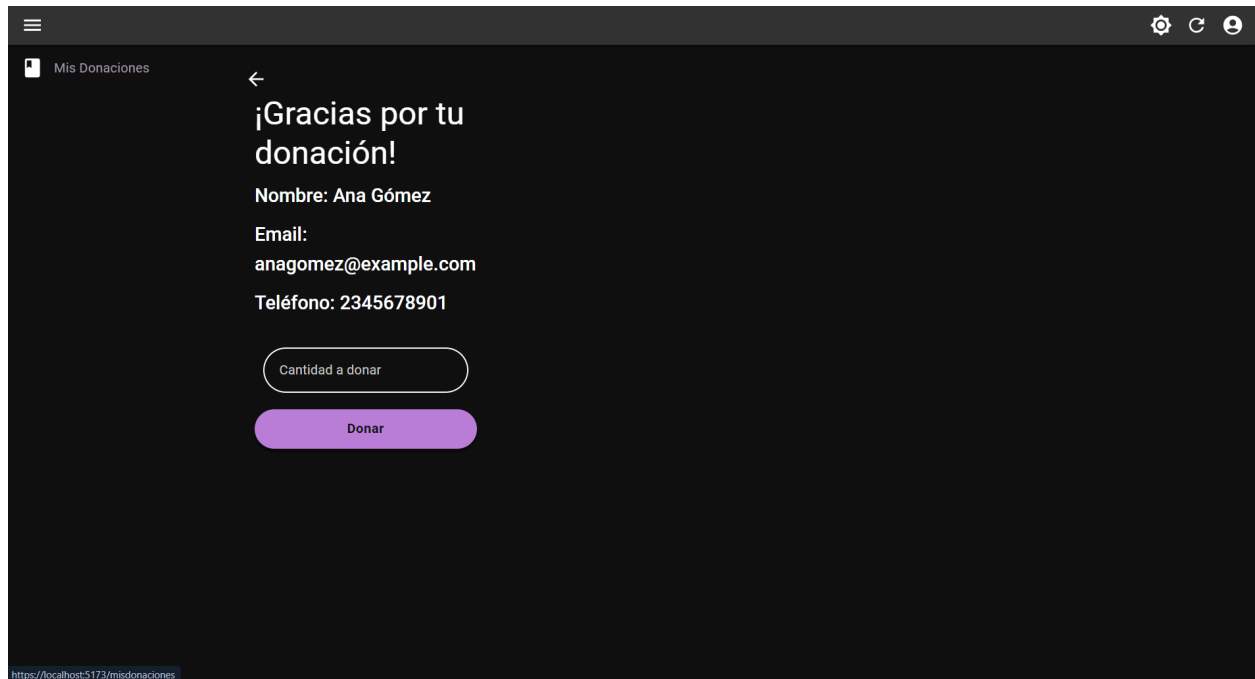 Mis Donaciones
¡Gracias por tu
donación!
Nombre: Ana Gómez
Email:
anagomez@example.com
Teléfono: 2345678901
Cantidad a donar
Donar
https://localhost:5173/misdonaciones